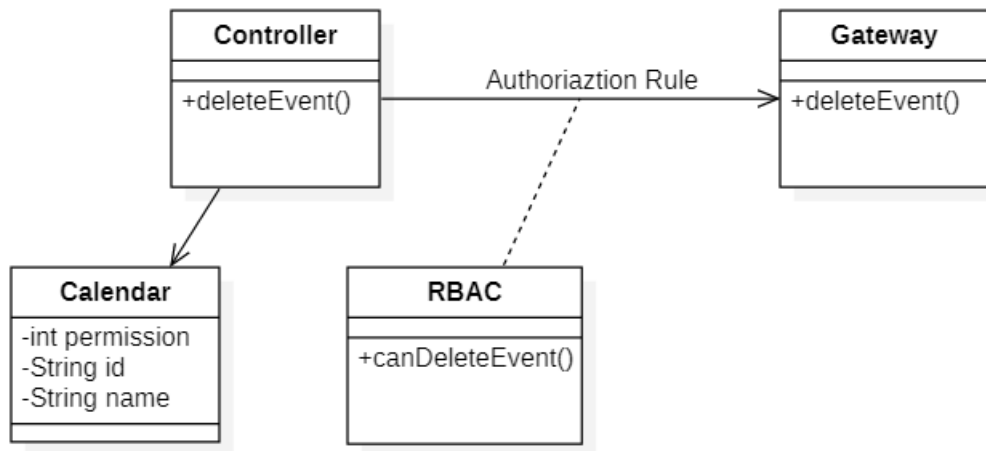 Controller
Gateway
Authoriaztion Rule
+deleteEvent()
+deleteEvent()
Calendar
RBAC
-int permission
-String id
-String name
+canDeleteEvent()